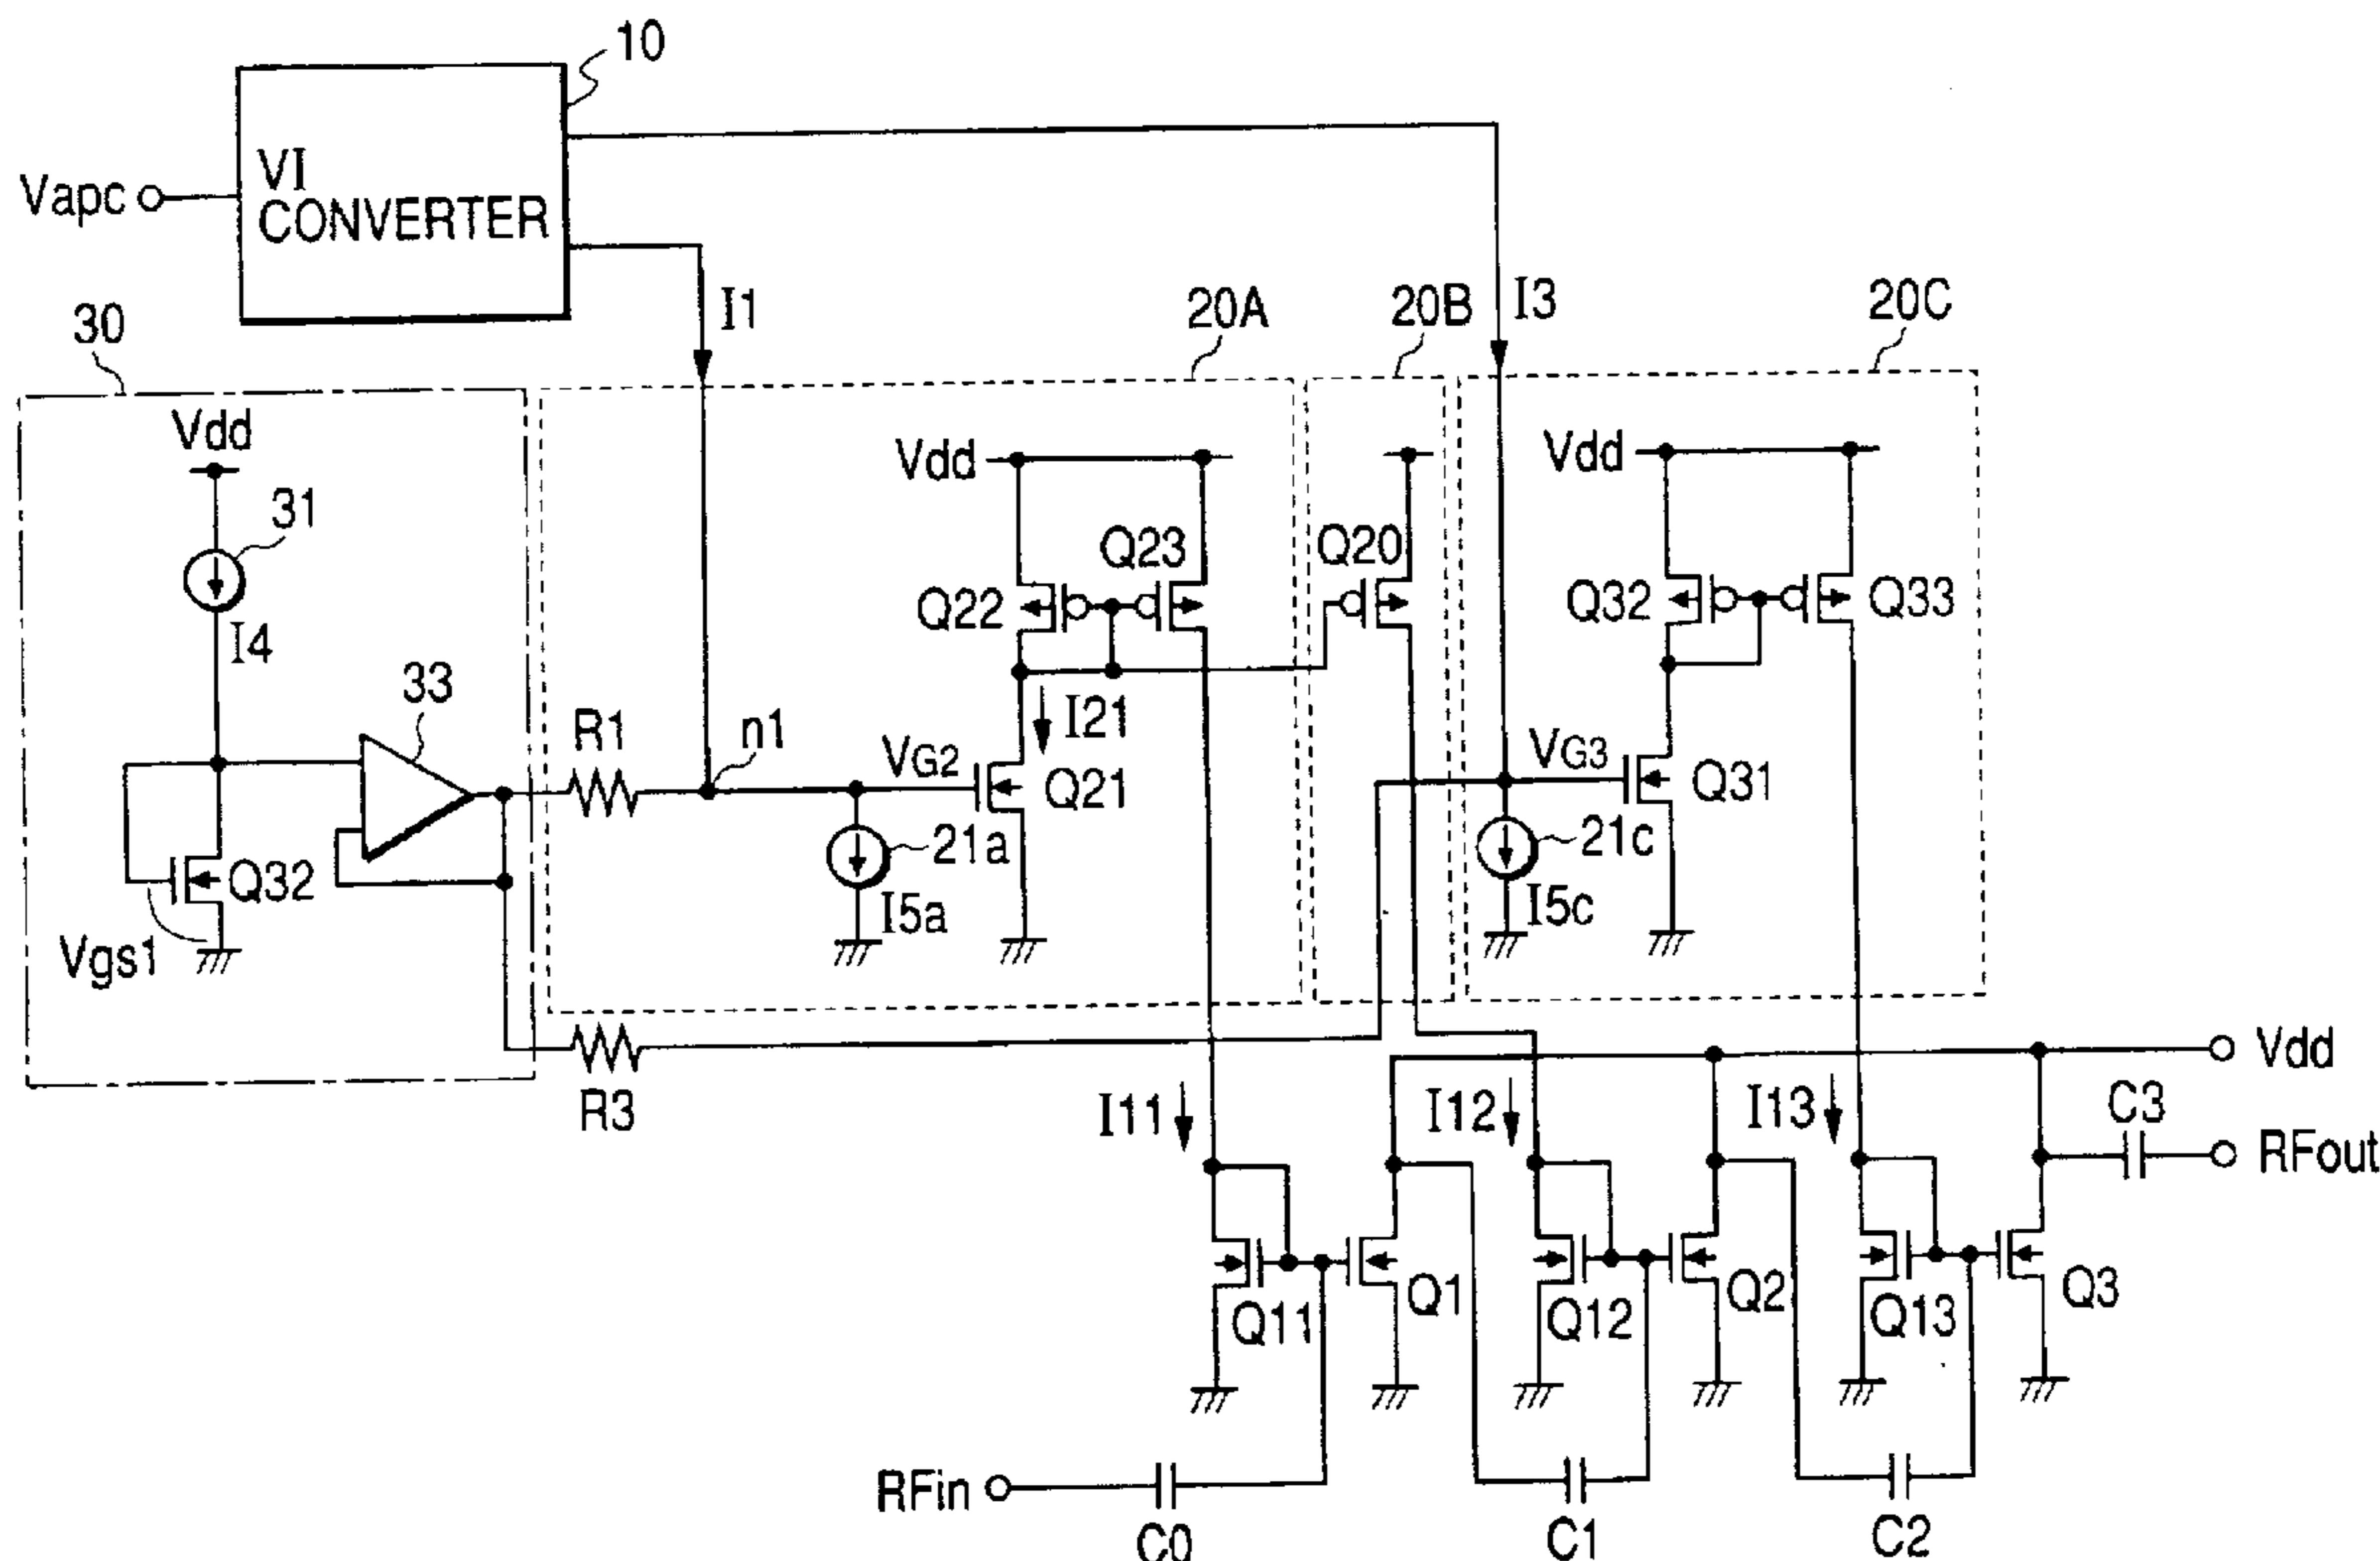 10
VI
CONVERTER
Vapc
I1
I3
30
20A
20B
20C
Vdd
Vdd
Vdd
31
I4
Q22
Q23
Q20
Q32
Q33
33
R1
n1
VG2
I21
Q21
VG3
Q31
Q32
Vgs1
21a
I5a
21c
I5c
R3
Vdd
I11
I12
I13
C3
RFout
Q11
Q1
Q12
Q2
Q13
Q3
RFin
C0
C1
C2